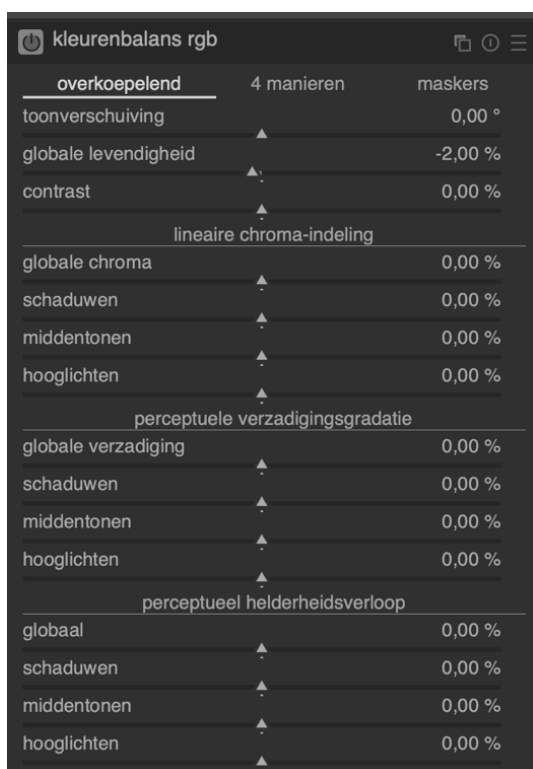 kleurenbalans rgb
overkoepelend 4 manieren maskers
toonverschuiving 0,00 °
globale levendigheid -2,00 %
contrast 0,00 %
lineaire chroma-indeling
globale chroma 0,00 %
schaduwen 0,00 %
middentonen 0,00 %
hooglichten 0,00 %
perceptuele verzadigingsgradatie
globale verzadiging 0,00 %
schaduwen 0,00 %
middentonen 0,00 %
hooglichten 0,00 %
perceptueel helderheidsverloop
globaal 0,00 %
schaduwen 0,00 %
middentonen 0,00 %
hooglichten 0,00 %